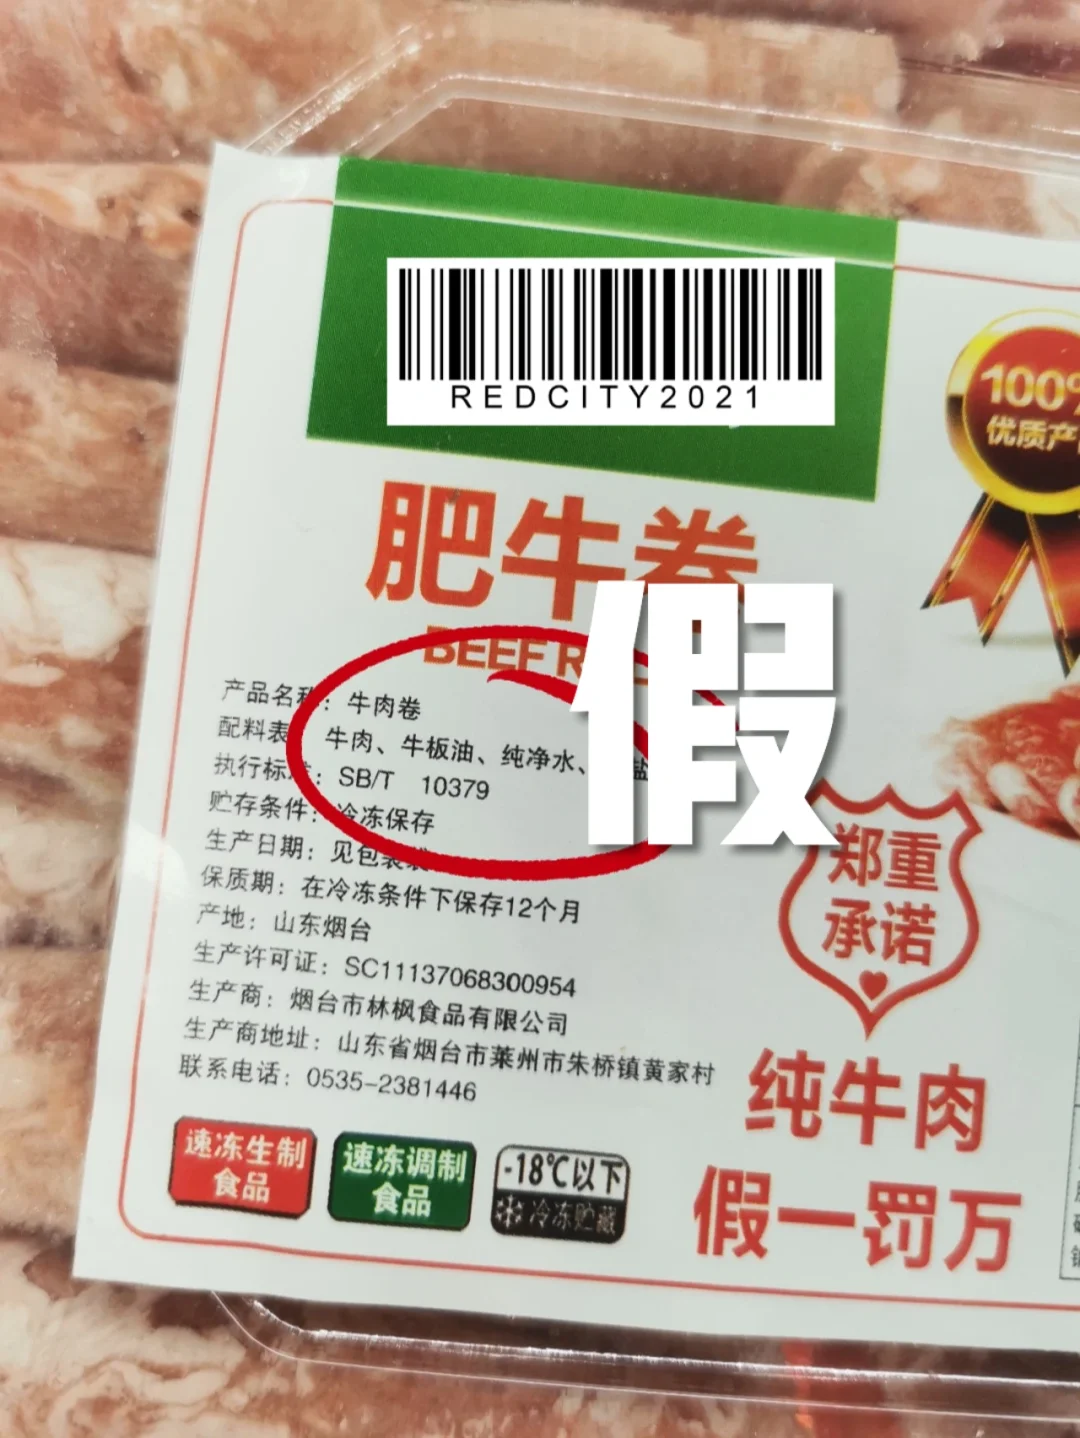 REDCITY2021
100%
优质产
肥牛卷
BEEF R
假
产品名称：牛肉卷
配料表 牛肉、牛板油、纯净水、 盐
执行标准：SB/T 10379
贮存条件：冷冻保存
生产日期：见包装袋
保质期：在冷冻条件下保存12个月
产地：山东烟台
生产许可证：SC11137068300954
生产商：烟台市林枫食品有限公司
生产商地址：山东省烟台市莱州市朱桥镇黄家村
联系电话：0535-2381446
郑重
承诺
纯牛肉
假一罚万
速冻生制
食品
速冻调制
食品
-18℃以下
冷冻贮藏